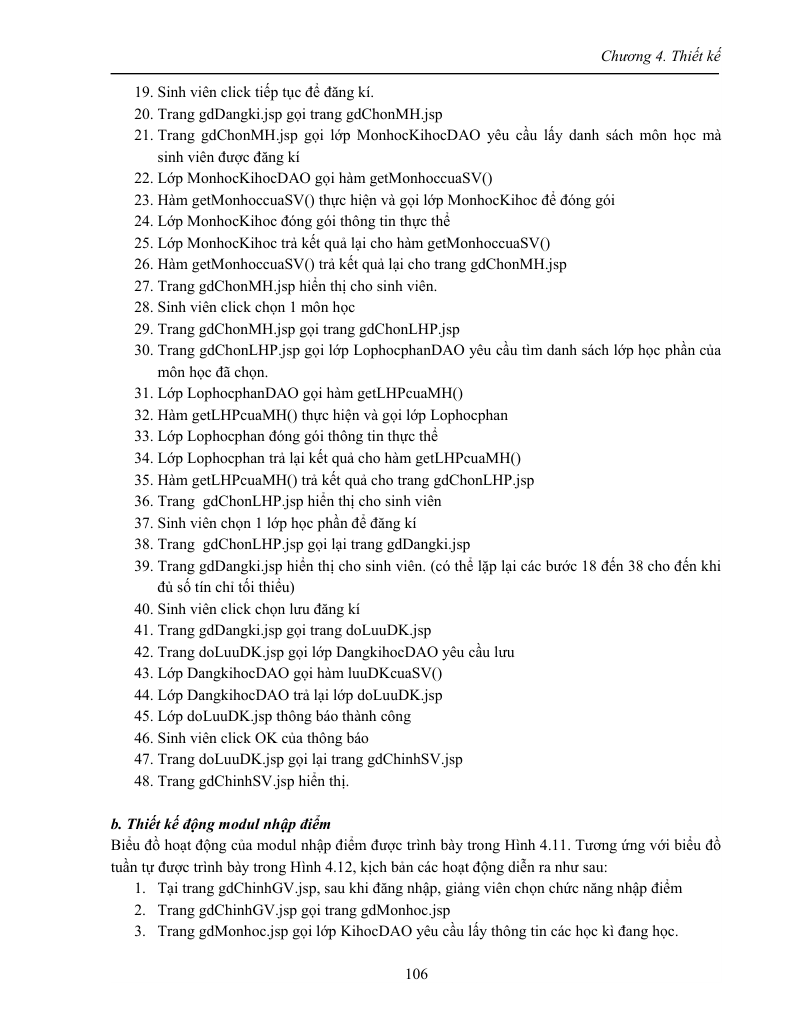 Chương 4. Thiết kế
19. Sinh viên click tiếp tục để đăng kí.
20. Trang gdDangki.jsp gọi trang gdChonMH.jsp
21. Trang gdChonMH.jsp gọi lớp MonhocKihocDAO yêu cầu lấy danh sách môn học mà
sinh viên được đăng kí
22. Lớp MonhocKihocDAO gọi hàm getMonhoccuaSV()
23. Hàm getMonhoccuaSV() thực hiện và gọi lớp MonhocKihoc để đóng gói
24. Lớp MonhocKihoc đóng gói thông tin thực thể
25. Lớp MonhocKihoc trả kết quả lại cho hàm getMonhoccuaSV()
26. Hàm getMonhoccuaSV() trả kết quả lại cho trang gdChonMH.jsp
27. Trang gdChonMH.jsp hiển thị cho sinh viên.
28. Sinh viên click chọn 1 môn học
29. Trang gdChonMH.jsp gọi trang gdChonLHP.jsp
30. Trang gdChonLHP.jsp gọi lớp LophocphanDAO yêu cầu tìm danh sách lớp học phần của
môn học đã chọn.
31. Lớp LophocphanDAO gọi hàm getLHPcuaMH()
32. Hàm getLHPcuaMH() thực hiện và gọi lớp Lophocphan
33. Lớp Lophocphan đóng gói thông tin thực thể
34. Lớp Lophocphan trả lại kết quả cho hàm getLHPcuaMH()
35. Hàm getLHPcuaMH() trả kết quả cho trang gdChonLHP.jsp
36. Trang  gdChonLHP.jsp hiển thị cho sinh viên
37. Sinh viên chọn 1 lớp học phần để đăng kí
38. Trang  gdChonLHP.jsp gọi lại trang gdDangki.jsp
39. Trang gdDangki.jsp hiển thị cho sinh viên. (có thể lặp lại các bước 18 đến 38 cho đến khi
đủ số tín chỉ tối thiểu)
40. Sinh viên click chọn lưu đăng kí
41. Trang gdDangki.jsp gọi trang doLuuDK.jsp
42. Trang doLuuDK.jsp gọi lớp DangkihocDAO yêu cầu lưu
43. Lớp DangkihocDAO gọi hàm luuDKcuaSV()
44. Lớp DangkihocDAO trả lại lớp doLuuDK.jsp
45. Lớp doLuuDK.jsp thông báo thành công
46. Sinh viên click OK của thông báo
47. Trang doLuuDK.jsp gọi lại trang gdChinhSV.jsp
48. Trang gdChinhSV.jsp hiển thị.
b. Thiết kế động modul nhập điểm
Biểu đồ hoạt động của modul nhập điểm được trình bày trong Hình 4.11. Tương ứng với biểu đồ
tuần tự được trình bày trong Hình 4.12, kịch bản các hoạt động diễn ra như sau:
1. Tại trang gdChinhGV.jsp, sau khi đăng nhập, giảng viên chọn chức năng nhập điểm
2. Trang gdChinhGV.jsp gọi trang gdMonhoc.jsp
3. Trang gdMonhoc.jsp gọi lớp KihocDAO yêu cầu lấy thông tin các học kì đang học.
106